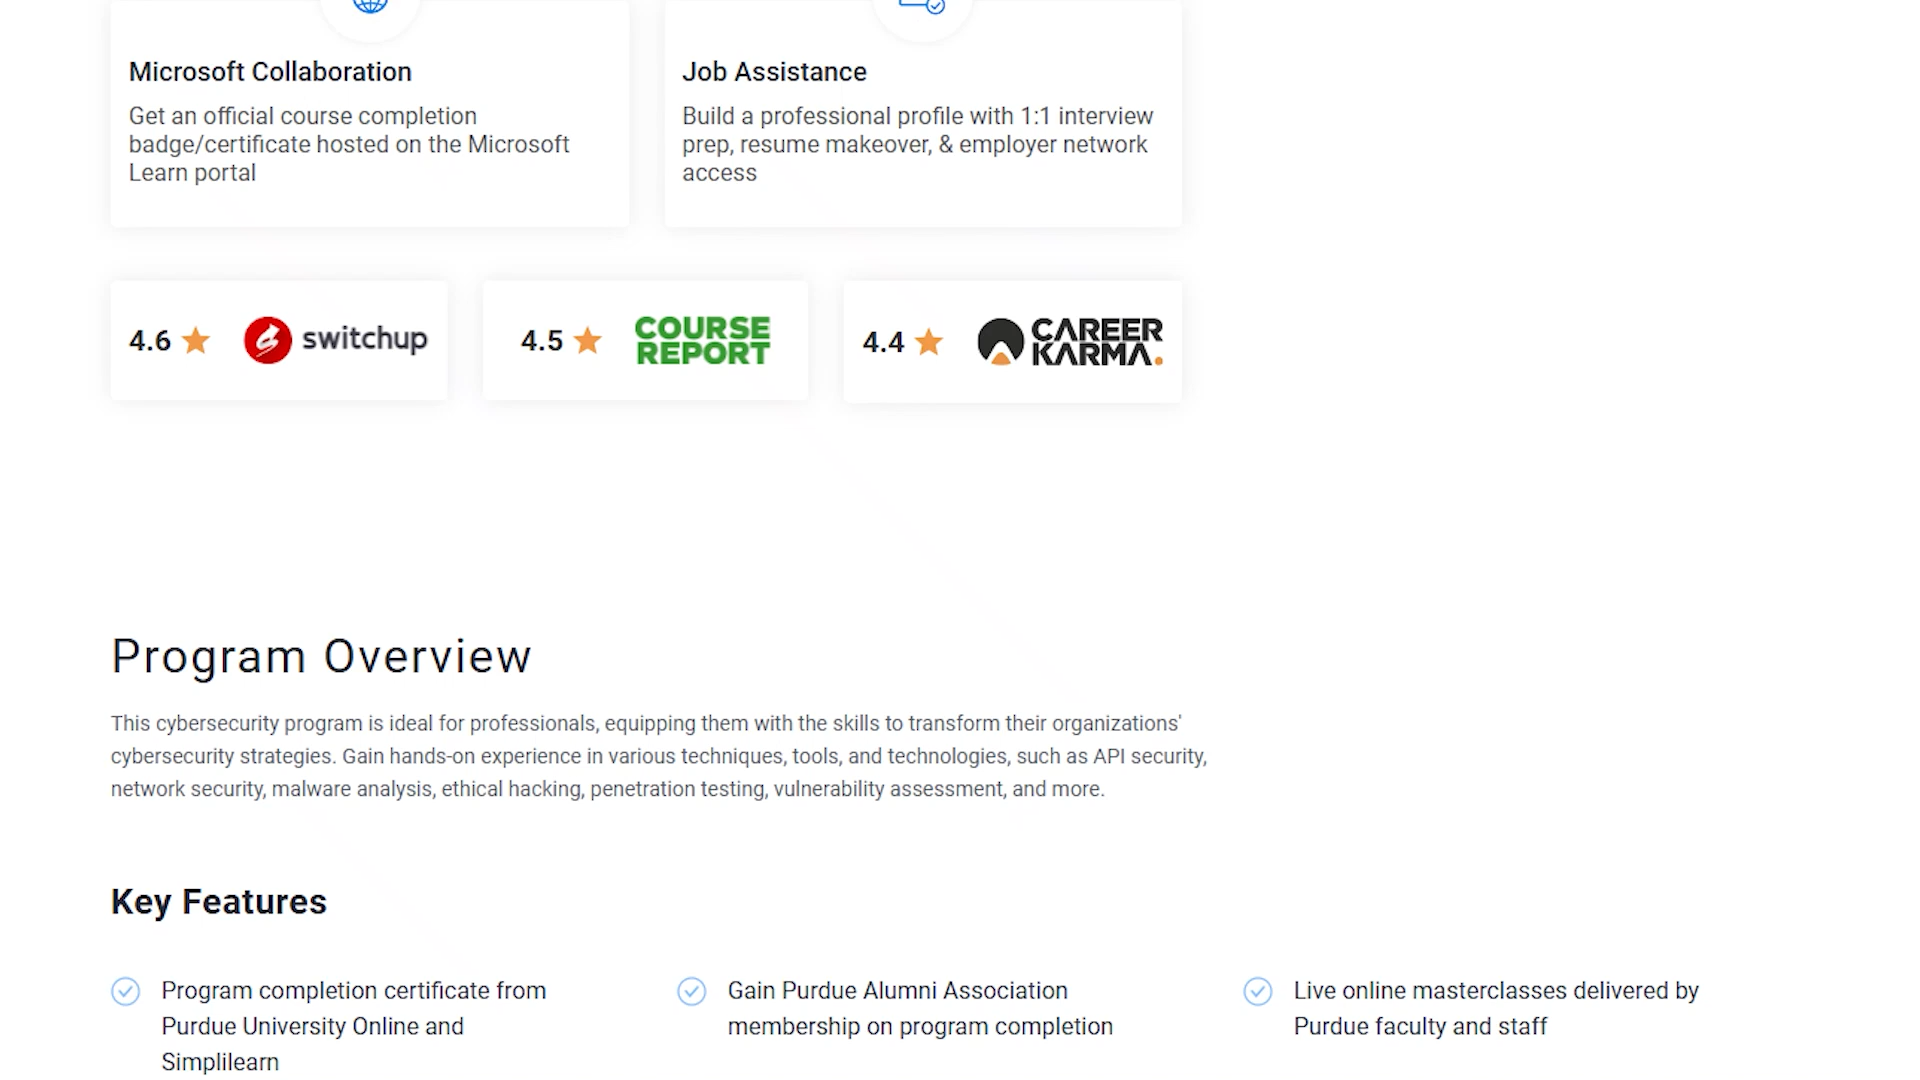 Microsoft Collaboration
Get an official course completion
badge/certificate hosted on the Microsoft
Learn portal
Job Assistance
Build a professional profile with 1:1 interview
prep, resume makeover, & employer network
access
4.6 switchup
4.5 COURSE
REPORT
4.4 CAREER
KARMA.
Program Overview
This cybersecurity program is ideal for professionals, equipping them with the skills to transform their organizations'
cybersecurity strategies. Gain hands-on experience in various techniques, tools, and technologies, such as API security,
network security, malware analysis, ethical hacking, penetration testing, vulnerability assessment, and more.
Key Features
Program completion certificate from
Purdue University Online and
Simplilearn
Gain Purdue Alumni Association
membership on program completion
Live online masterclasses delivered by
Purdue faculty and staff